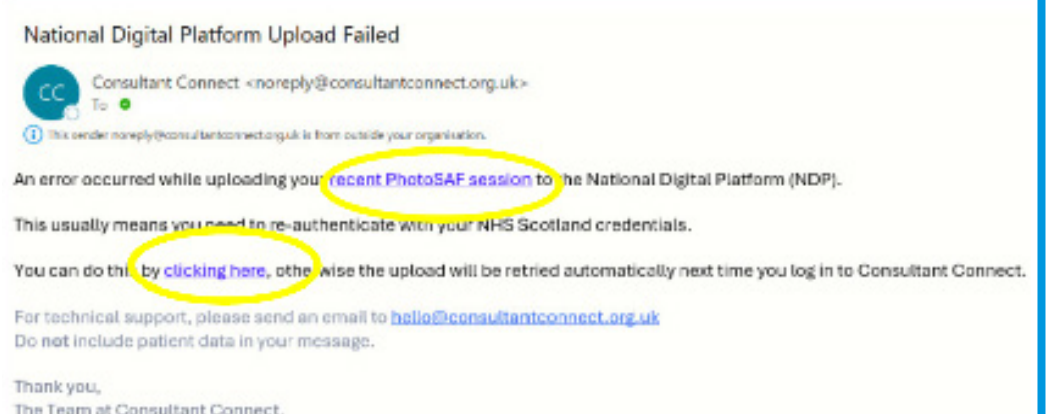 National Digital Platform Upload Failed
CC
Consultant Connect <noreply@consultantconnect.org.uk>
To
This sender noreply@consultantconnect.org.uk is from outside your organisation.
An error occurred while uploading your recent PhotoSAF session to the National Digital Platform (NDP).
This usually means you need to re-authenticate with your NHS Scotland credentials.
You can do this by clicking here, otherwise the upload will be retried automatically next time you log in to Consultant Connect.
For technical support, please send an email to hello@consultantconnect.org.uk
Do not include patient data in your message.
Thank you,
The Team at Consultant Connect.